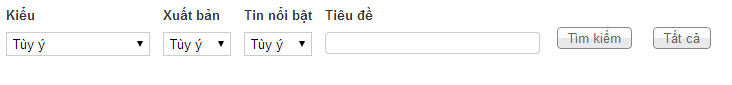 Kiểu Xuất bản Tin nổi bật Tiêu đề
Tùy ý Tùy ý Tùy ý Tìm kiếm Tất cả